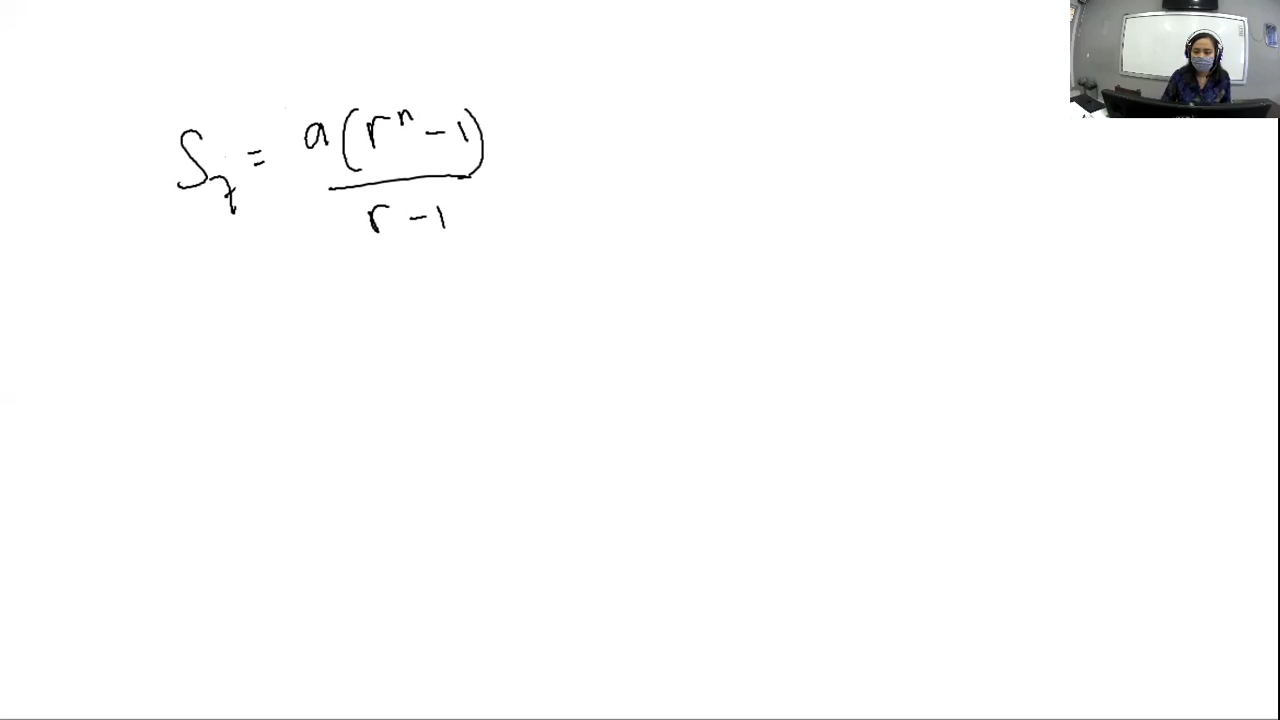 S₇ = a(rⁿ - 1) / r - 1